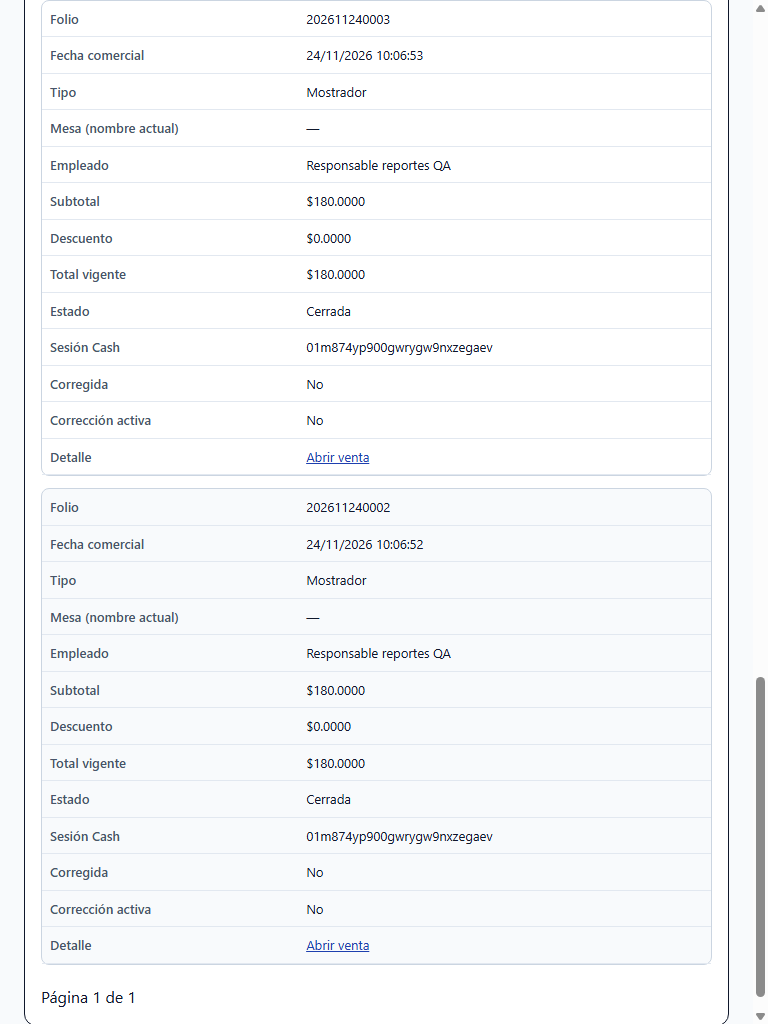 Folio 202611240003
Fecha comercial 24/11/2026 10:06:53
Tipo Mostrador
Mesa (nombre actual) —
Empleado Responsable reportes QA
Subtotal $180.0000
Descuento $0.0000
Total vigente $180.0000
Estado Cerrada
Sesión Cash 01m874yp900gwrygw9nxzegaev
Corregida No
Corrección activa No
Detalle Abrir venta
Folio 202611240002
Fecha comercial 24/11/2026 10:06:52
Tipo Mostrador
Mesa (nombre actual) —
Empleado Responsable reportes QA
Subtotal $180.0000
Descuento $0.0000
Total vigente $180.0000
Estado Cerrada
Sesión Cash 01m874yp900gwrygw9nxzegaev
Corregida No
Corrección activa No
Detalle Abrir venta
Página 1 de 1